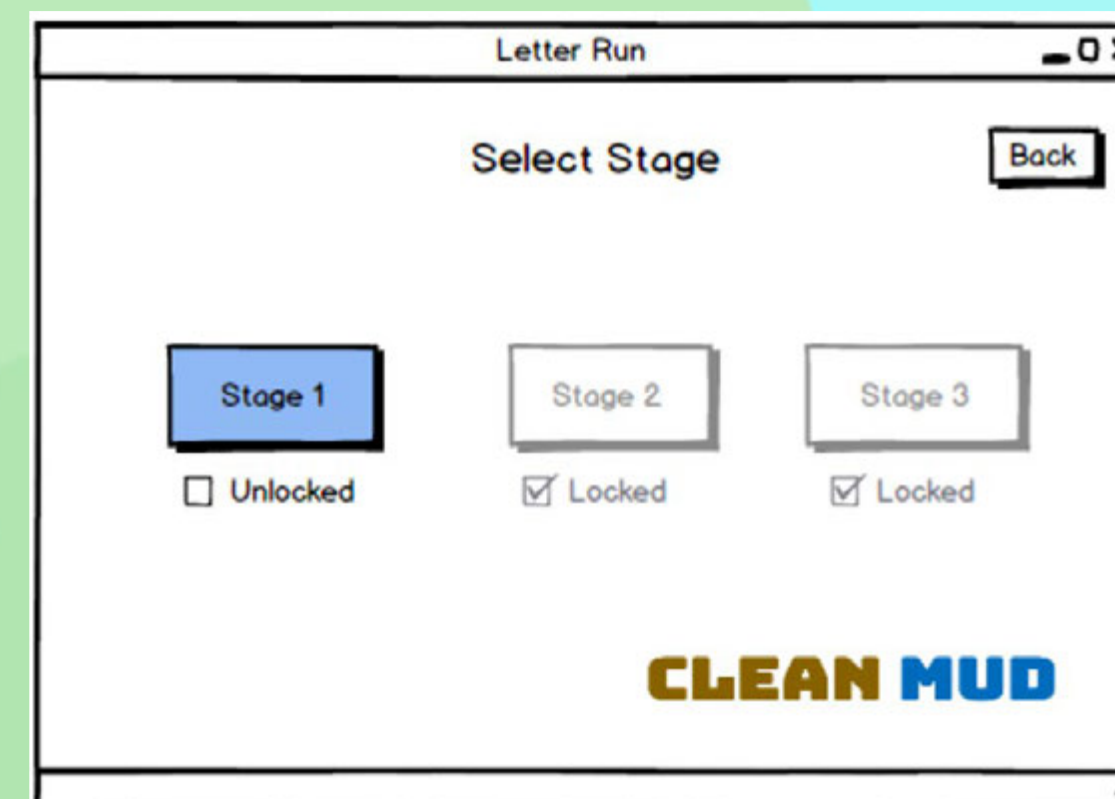 Letter Run
Select Stage
Back
Stage 1
Stage 2
Stage 3
Unlocked
Locked
Locked
CLEAN MUD